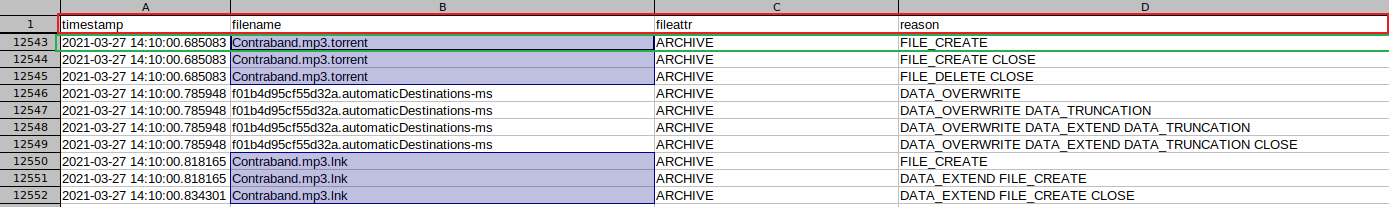 A B C D
1 timestamp filename fileattr reason
12543 2021-03-27 14:10:00.685083 Contraband.mp3.torrent ARCHIVE FILE_CREATE
12544 2021-03-27 14:10:00.685083 Contraband.mp3.torrent ARCHIVE FILE_CREATE CLOSE
12545 2021-03-27 14:10:00.685083 Contraband.mp3.torrent ARCHIVE FILE_DELETE CLOSE
12546 2021-03-27 14:10:00.785948 f01b4d95cf55d32a.automaticDestinations-ms ARCHIVE DATA_OVERWRITE
12547 2021-03-27 14:10:00.785948 f01b4d95cf55d32a.automaticDestinations-ms ARCHIVE DATA_OVERWRITE DATA_TRUNCATION
12548 2021-03-27 14:10:00.785948 f01b4d95cf55d32a.automaticDestinations-ms ARCHIVE DATA_OVERWRITE DATA_EXTEND DATA_TRUNCATION
12549 2021-03-27 14:10:00.785948 f01b4d95cf55d32a.automaticDestinations-ms ARCHIVE DATA_OVERWRITE DATA_EXTEND DATA_TRUNCATION CLOSE
12550 2021-03-27 14:10:00.818165 Contraband.mp3.lnk ARCHIVE FILE_CREATE
12551 2021-03-27 14:10:00.818165 Contraband.mp3.lnk ARCHIVE DATA_EXTEND FILE_CREATE
12552 2021-03-27 14:10:00.834301 Contraband.mp3.lnk ARCHIVE DATA_EXTEND FILE_CREATE CLOSE